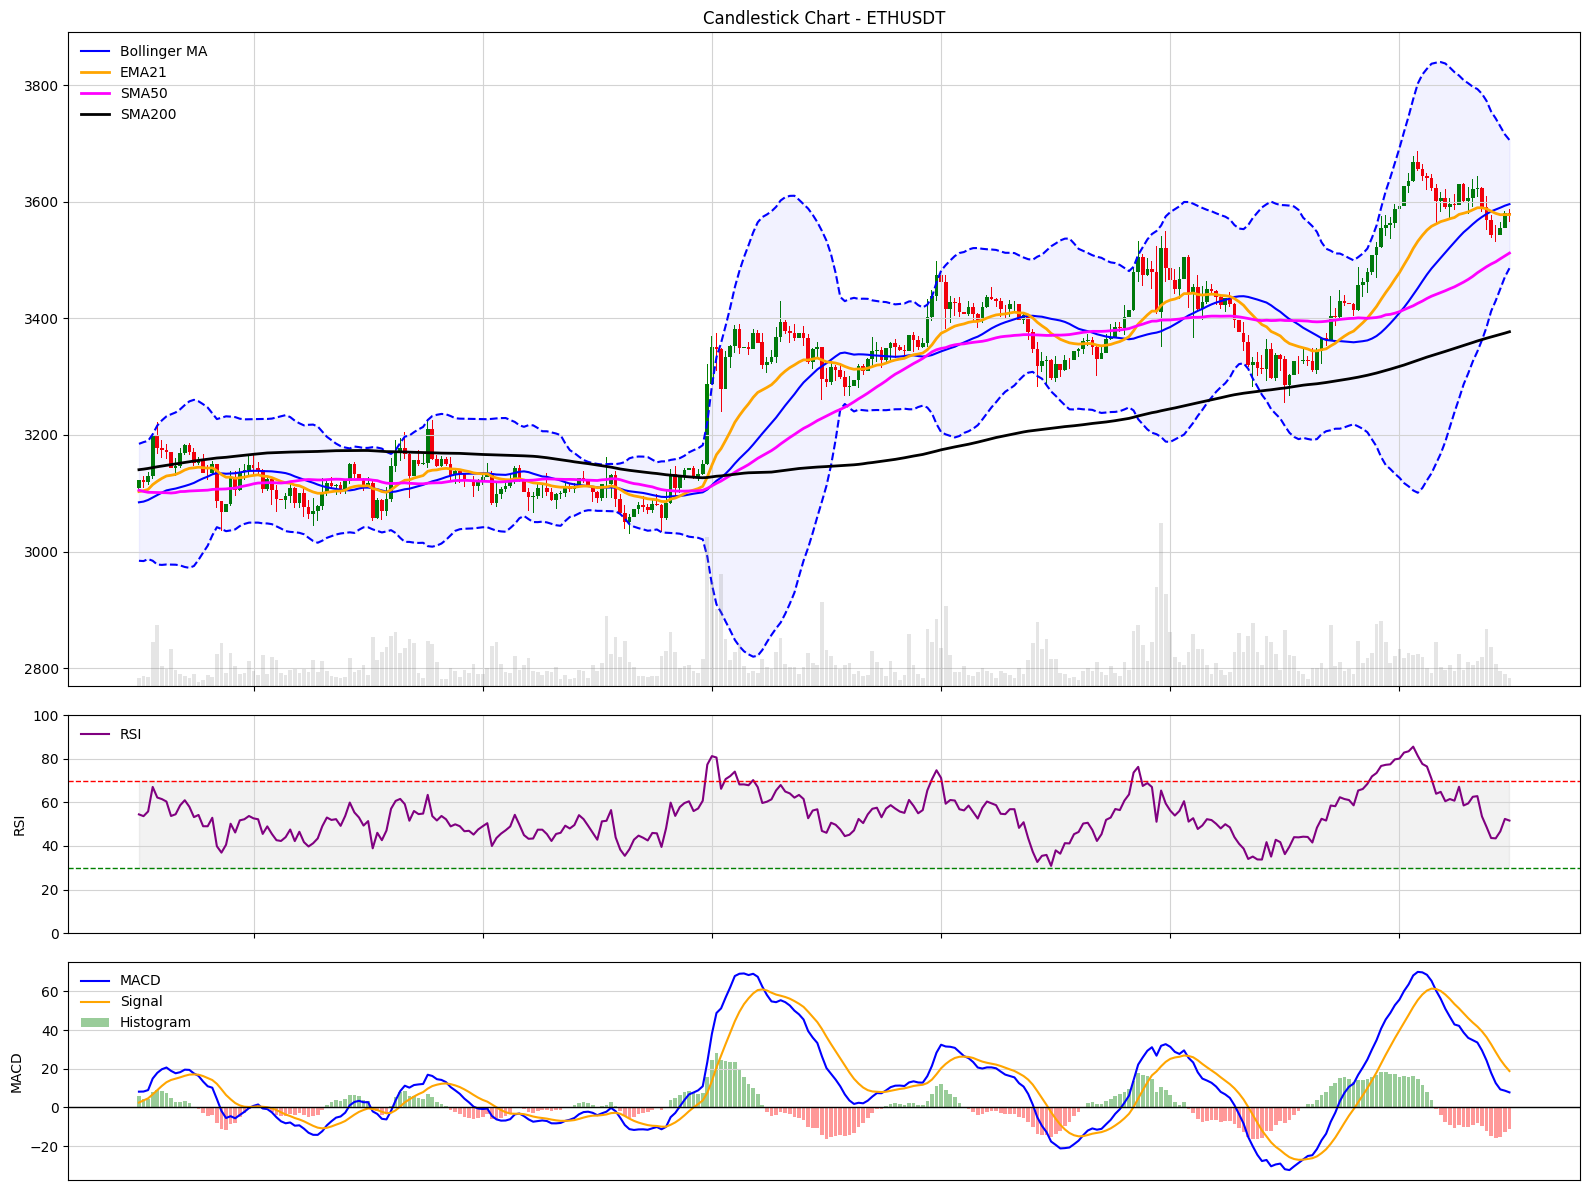 Candlestick Chart - ETHUSDT
Bollinger MA
EMA21
SMA50
SMA200
3800
3600
3400
3200
3000
2800
RSI
RSI
100
80
60
40
20
0
MACD
Signal
Histogram
MACD
60
40
20
0
−20